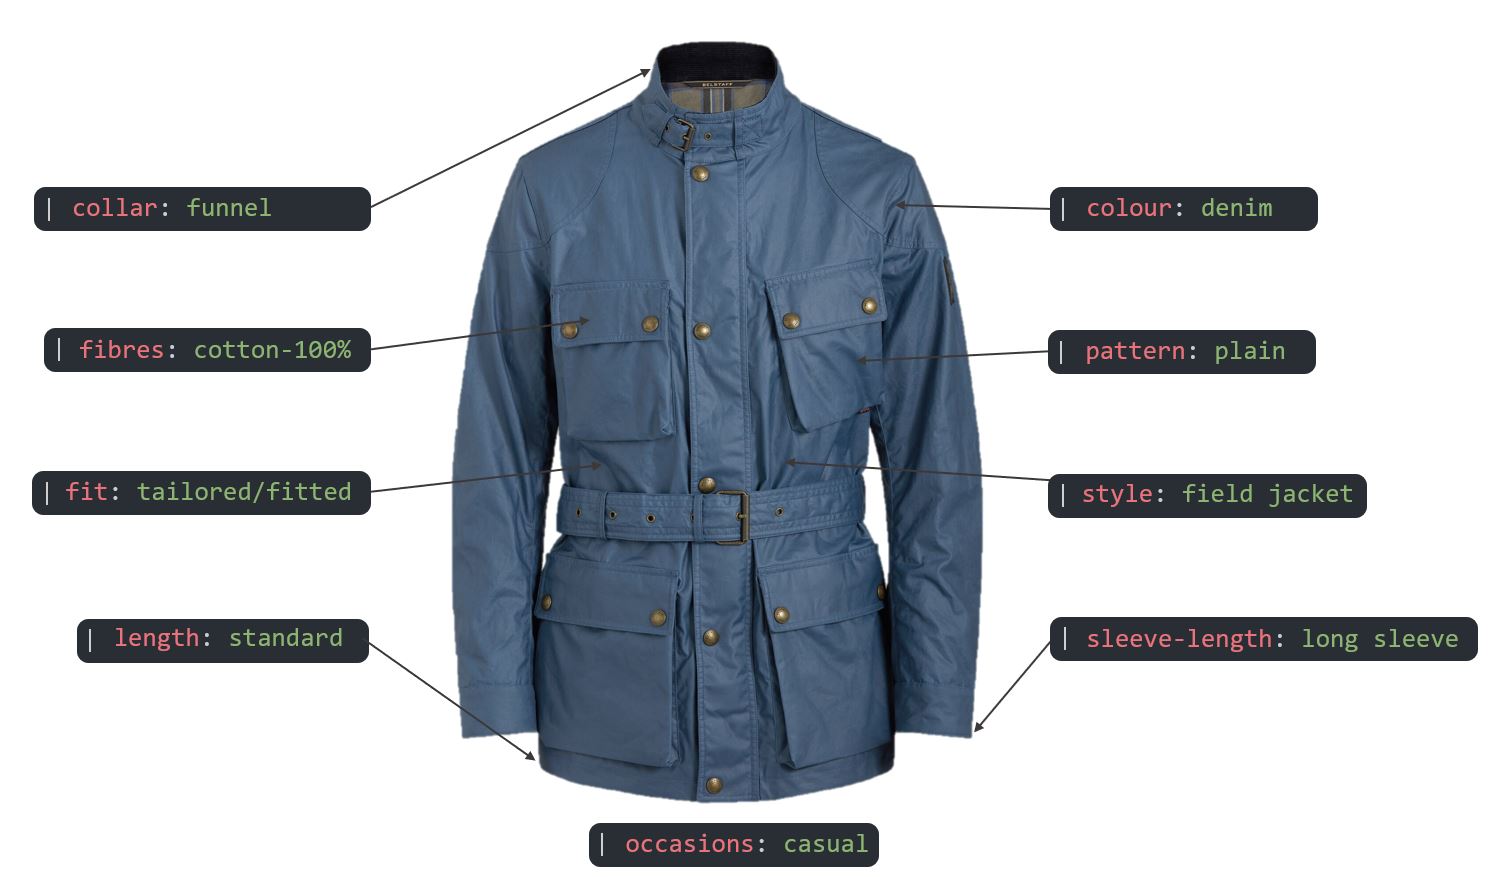 BELSTAFF
| collar: funnel
| colour: denim
| fibres: cotton-100%
| pattern: plain
| fit: tailored/fitted
| style: field jacket
| length: standard
| sleeve-length: long sleeve
| occasions: casual